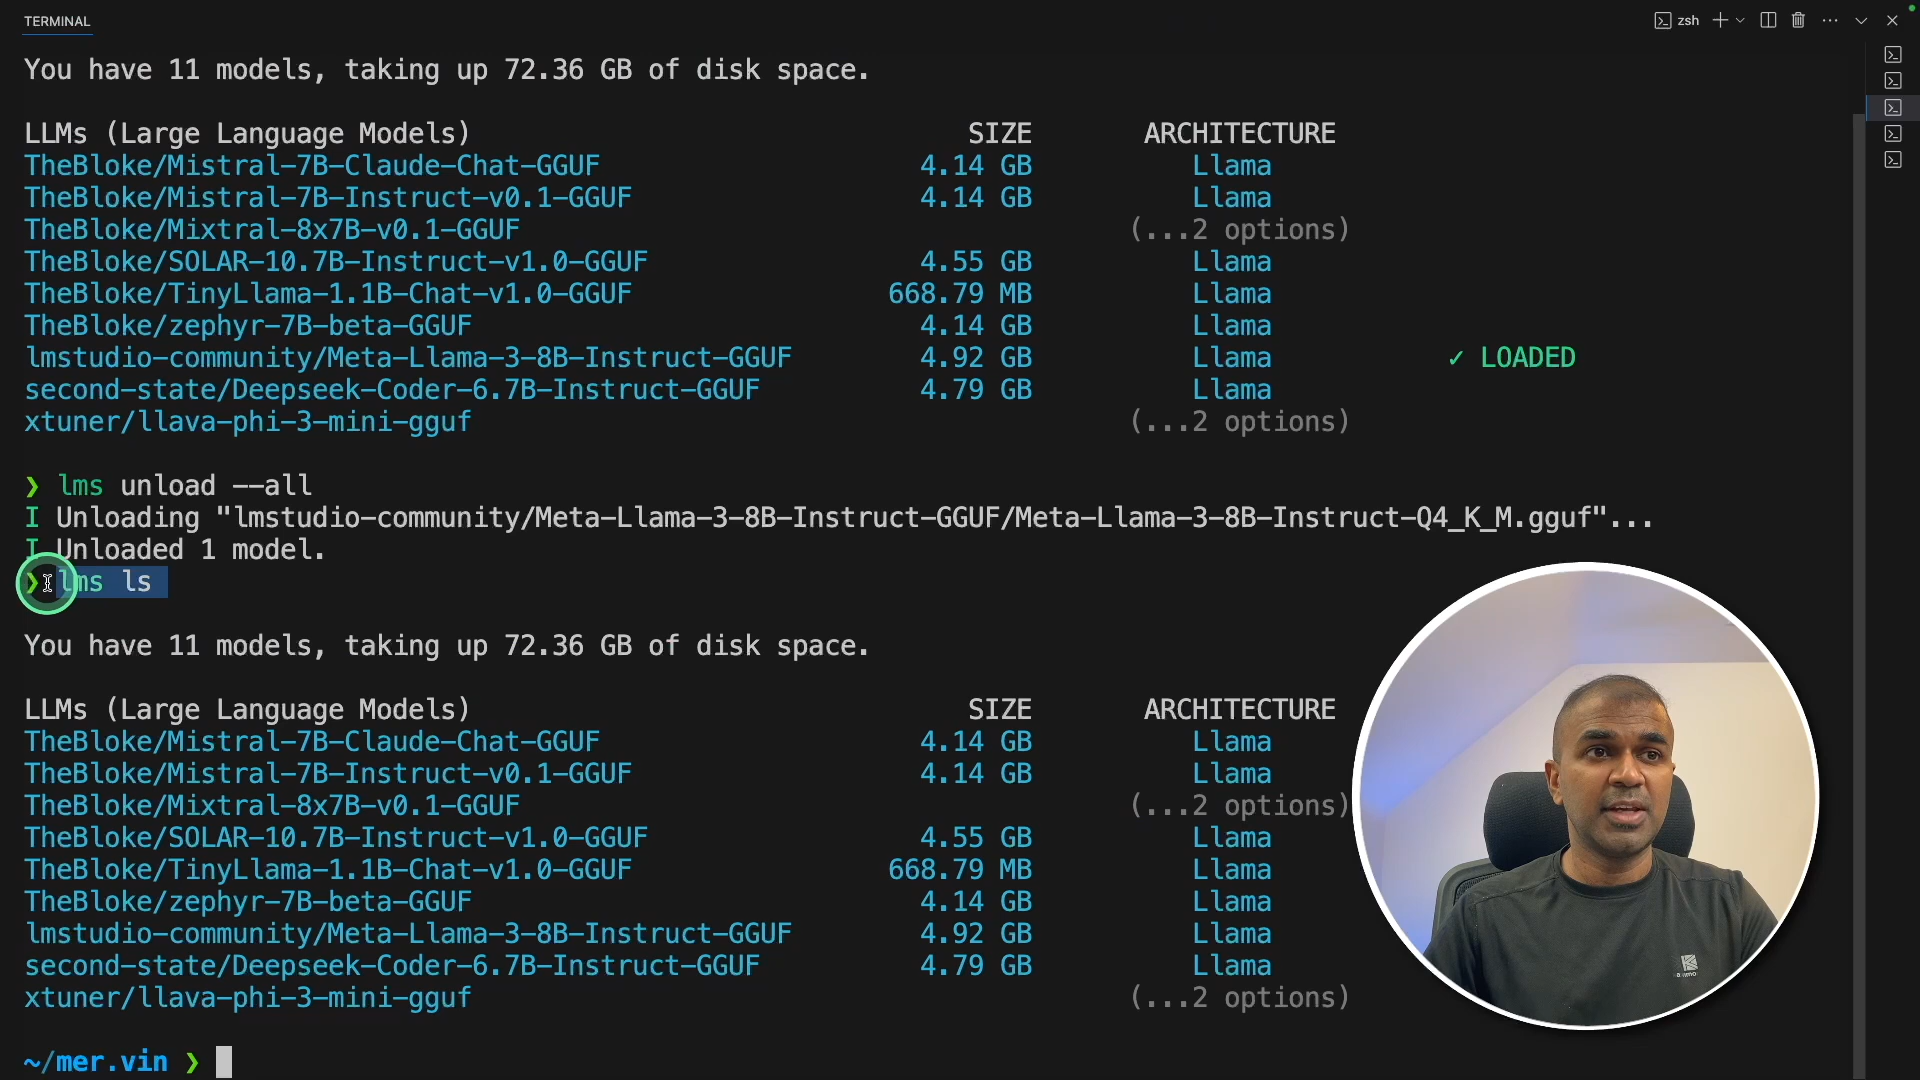 TERMINAL
zsh
You have 11 models, taking up 72.36 GB of disk space.
LLMs (Large Language Models) SIZE ARCHITECTURE
TheBloke/Mistral-7B-Claude-Chat-GGUF 4.14 GB Llama
TheBloke/Mistral-7B-Instruct-v0.1-GGUF 4.14 GB Llama
TheBloke/Mixtral-8x7B-v0.1-GGUF (...2 options)
TheBloke/SOLAR-10.7B-Instruct-v1.0-GGUF 4.55 GB Llama
TheBloke/TinyLlama-1.1B-Chat-v1.0-GGUF 668.79 MB Llama
TheBloke/zephyr-7B-beta-GGUF 4.14 GB Llama
lmstudio-community/Meta-Llama-3-8B-Instruct-GGUF 4.92 GB Llama ✓ LOADED
second-state/Deepseek-Coder-6.7B-Instruct-GGUF 4.79 GB Llama
xtuner/llava-phi-3-mini-gguf (...2 options)
❯ lms unload --all
I Unloading "lmstudio-community/Meta-Llama-3-8B-Instruct-GGUF/Meta-Llama-3-8B-Instruct-Q4_K_M.gguf"...
I Unloaded 1 model.
❯ lms ls
You have 11 models, taking up 72.36 GB of disk space.
LLMs (Large Language Models) SIZE ARCHITECTURE
TheBloke/Mistral-7B-Claude-Chat-GGUF 4.14 GB Llama
TheBloke/Mistral-7B-Instruct-v0.1-GGUF 4.14 GB Llama
TheBloke/Mixtral-8x7B-v0.1-GGUF (...2 options)
TheBloke/SOLAR-10.7B-Instruct-v1.0-GGUF 4.55 GB Llama
TheBloke/TinyLlama-1.1B-Chat-v1.0-GGUF 668.79 MB Llama
TheBloke/zephyr-7B-beta-GGUF 4.14 GB Llama
lmstudio-community/Meta-Llama-3-8B-Instruct-GGUF 4.92 GB Llama
second-state/Deepseek-Coder-6.7B-Instruct-GGUF 4.79 GB Llama
xtuner/llava-phi-3-mini-gguf (...2 options)
~/mer.vin ❯